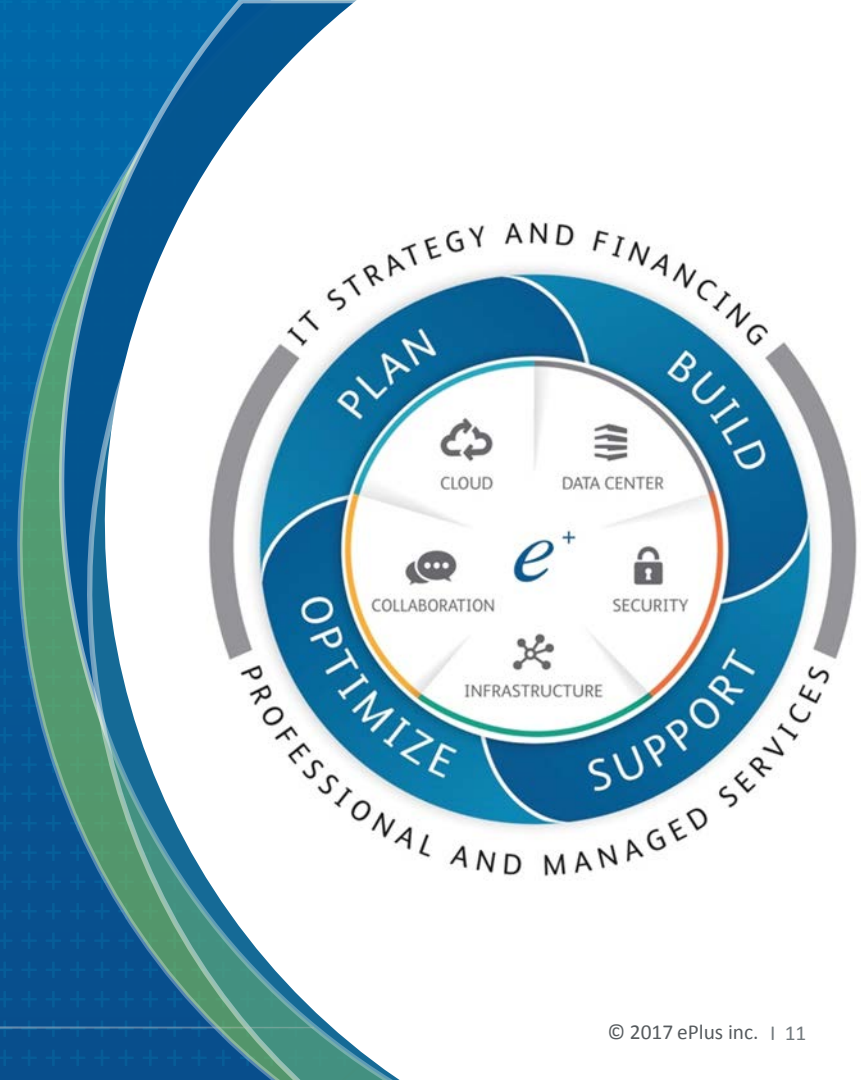 IT STRATEGY AND FINANCING
PLAN
BUILD
CLOUD
DATA CENTER
e+
COLLABORATION
SECURITY
INFRASTRUCTURE
OPTIMIZE
SUPPORT
PROFESSIONAL AND MANAGED SERVICES
© 2017 ePlus inc. | 11